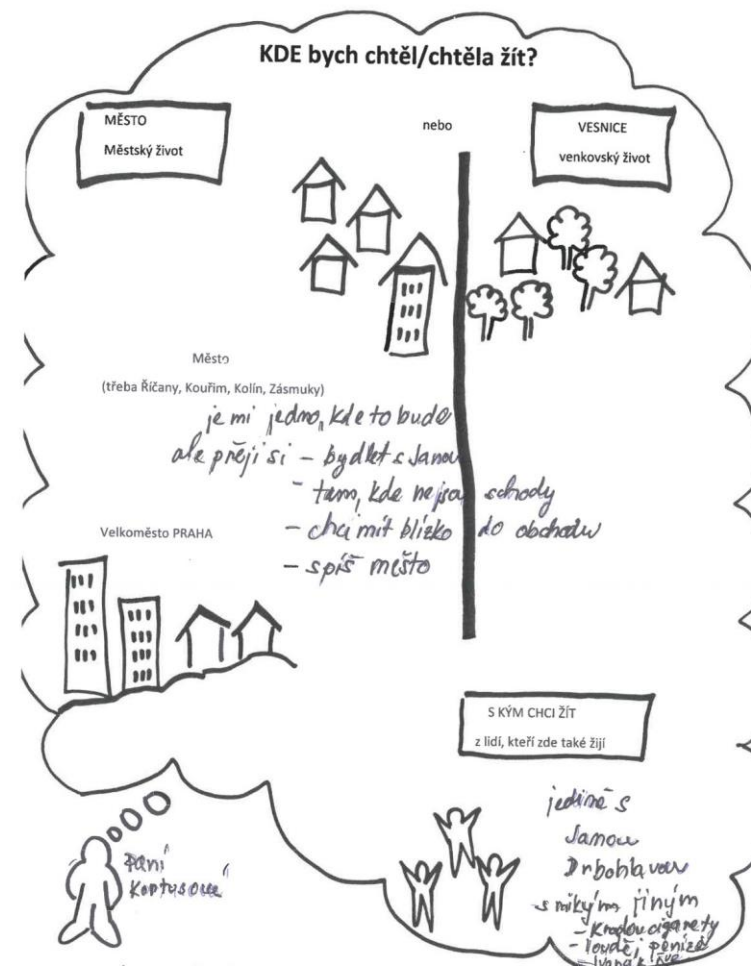 KDE bych chtěl/chtěla žít?
MĚSTO
Městský život
nebo
VESNICE
venkovský život
Město
(třeba Říčany, Kouřim, Kolín, Zásmuky)
je mi jedno, kde to bude
ale přeji si - bydlet s Janou
- tam, kde nejsou schody
- chci mít blízko do obchodu
- spíš město
Velkoměsto PRAHA
S KÝM CHCI ŽÍT
z lidí, kteří zde také žijí
jedině s
Janou
s nikým jiným
- Kradou cigarety
- loudí peníze
Paní